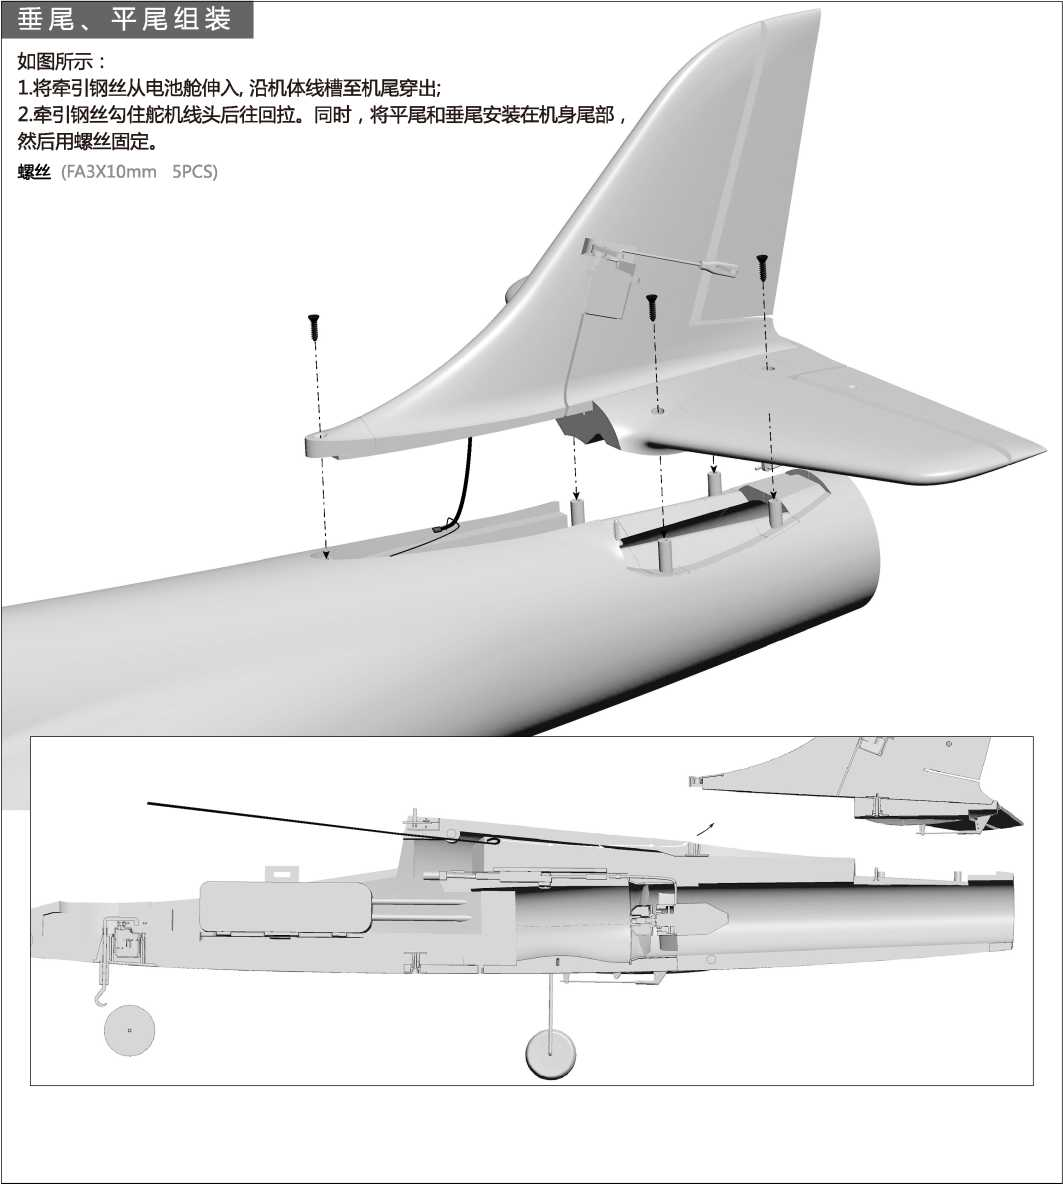 垂尾、平尾组装
如图所示：
1.将牵引钢丝从电池舱伸入, 沿机体线槽至机尾穿出;
2.牵引钢丝勾住舵机线头后往回拉。同时，将平尾和垂尾安装在机身尾部，
然后用螺丝固定。
螺丝 (FA3X10mm 5PCS)